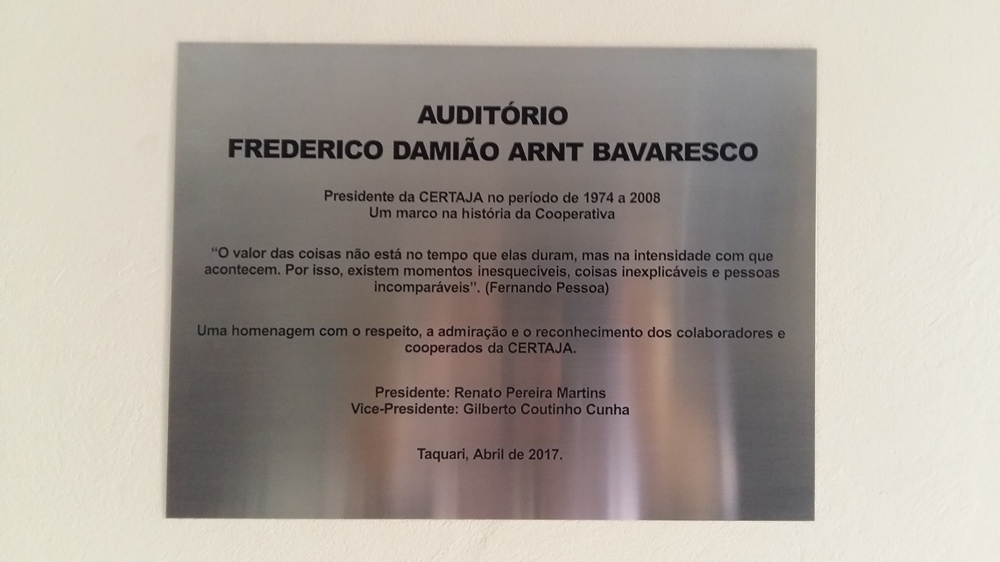 AUDITÓRIO
FREDERICO DAMIÃO ARNT BAVARESCO
Presidente da CERTAJA no período de 1974 a 2008
Um marco na história da Cooperativa
“O valor das coisas não está no tempo que elas duram, mas na intensidade com que
acontecem. Por isso, existem momentos inesqueciveis, coisas inexplicáveis e pessoas
incomparáveis”. (Fernando Pessoa)
Uma homenagem com o respeito, a admiração e o reconhecimento dos colaboradores e
cooperados da CERTAJA.
Presidente: Renato Pereira Martins
Vice-Presidente: Gilberto Coutinho Cunha
Taquari, Abril de 2017.